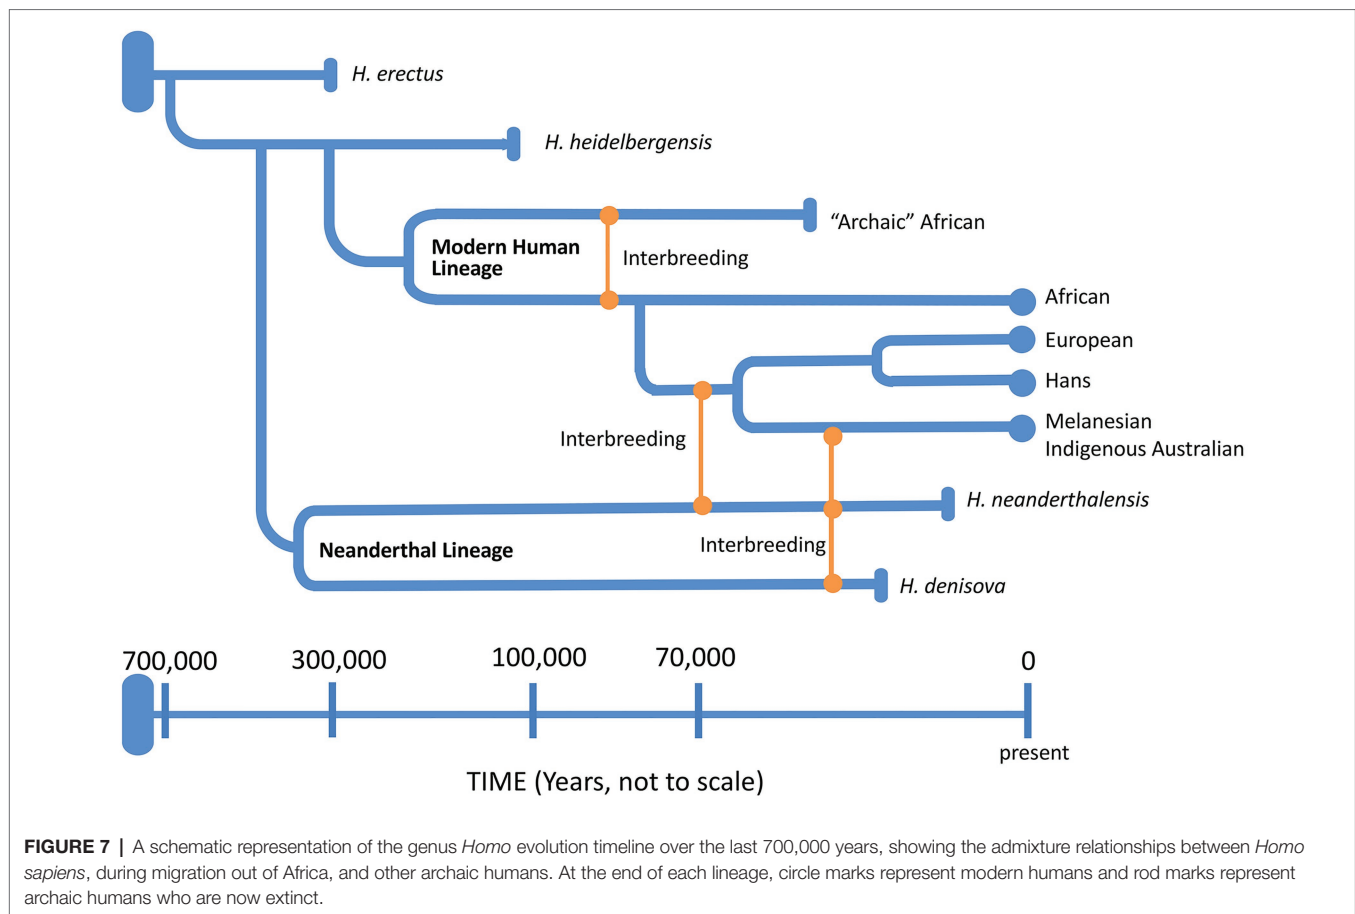 H. erectus
H. heidelbergensis
“Archaic” African
Modern Human
Lineage
Interbreeding
African
European
Hans
Melanesian
Indigenous Australian
Interbreeding
H. neanderthalensis
Neanderthal Lineage
Interbreeding
H. denisova
700,000 300,000 100,000 70,000 0
present
TIME (Years, not to scale)
FIGURE 7 | A schematic representation of the genus Homo evolution timeline over the last 700,000 years, showing the admixture relationships between Homo
sapiens, during migration out of Africa, and other archaic humans. At the end of each lineage, circle marks represent modern humans and rod marks represent
archaic humans who are now extinct.